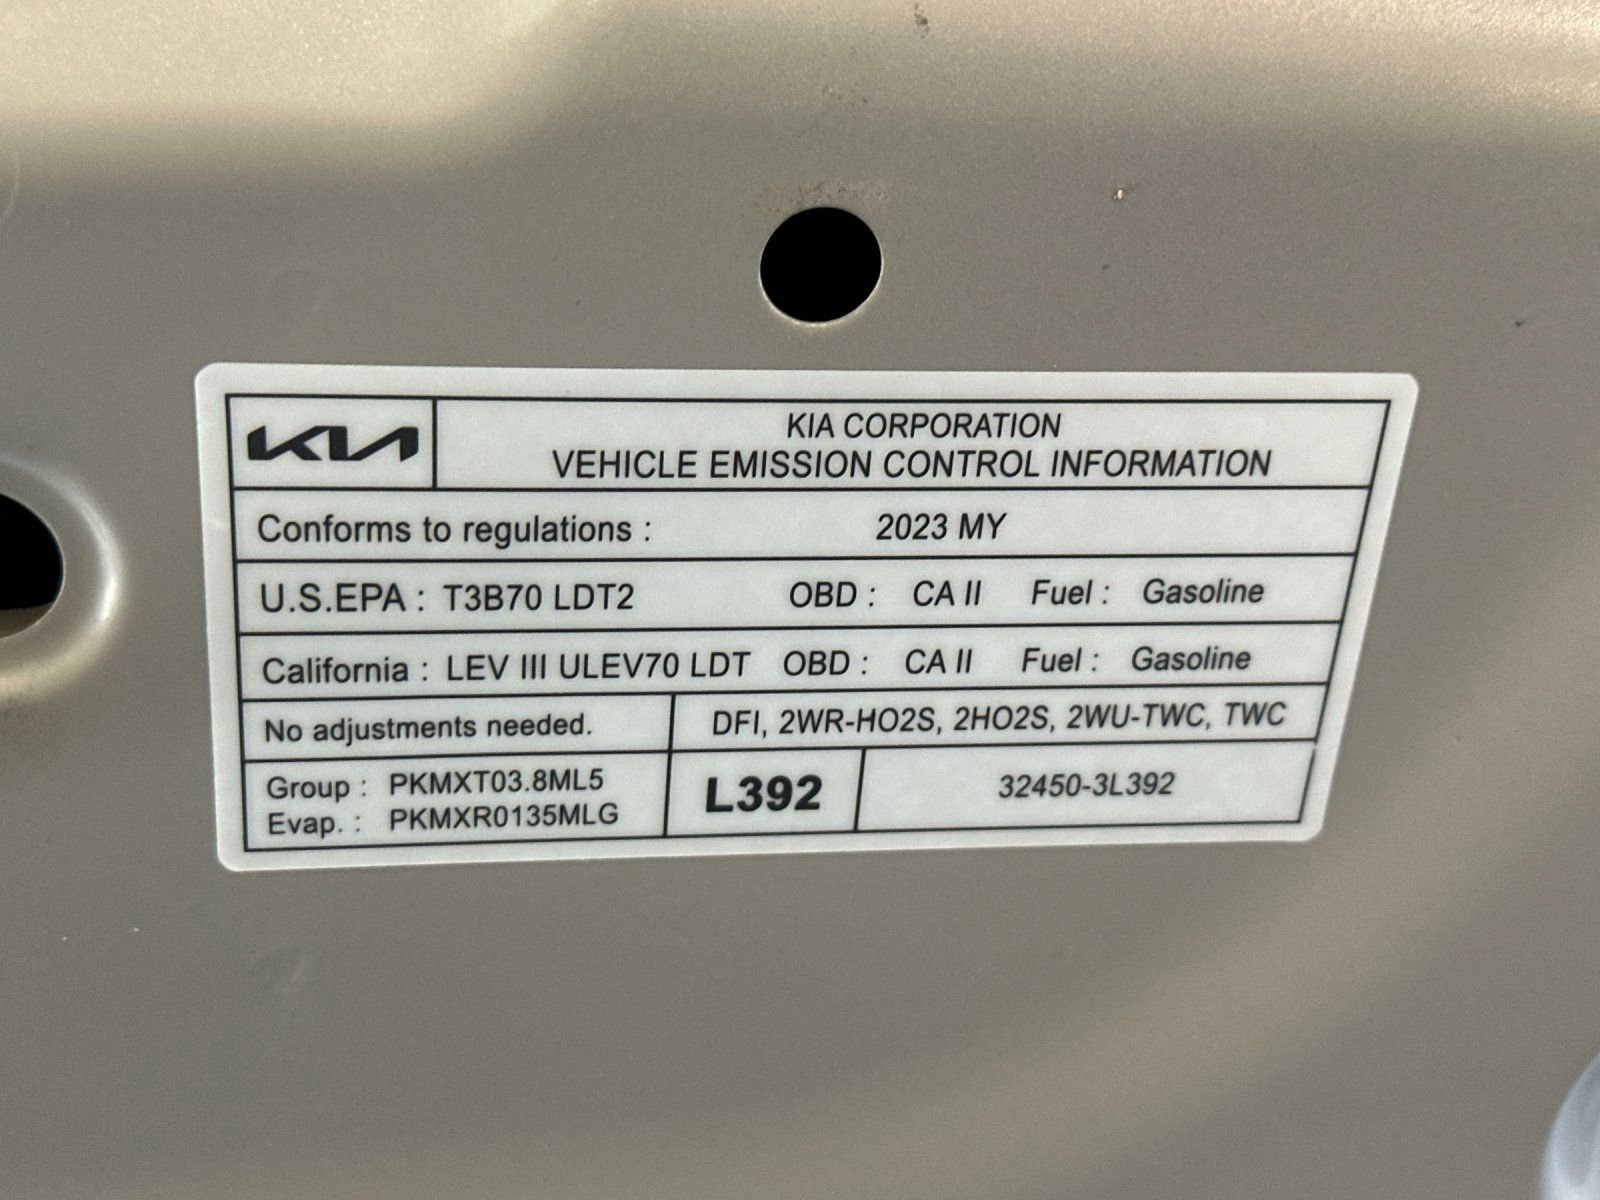 KIA
KIA CORPORATION
VEHICLE EMISSION CONTROL INFORMATION
Conforms to regulations : 2023 MY
U.S.EPA : T3B70 LDT2 OBD : CA II Fuel : Gasoline
California : LEV III ULEV70 LDT OBD : CA II Fuel : Gasoline
No adjustments needed. DFI, 2WR-HO2S, 2HO2S, 2WU-TWC, TWC
Group : PKMXT03.8ML5
Evap. : PKMXR0135MLG
L392
32450-3L392